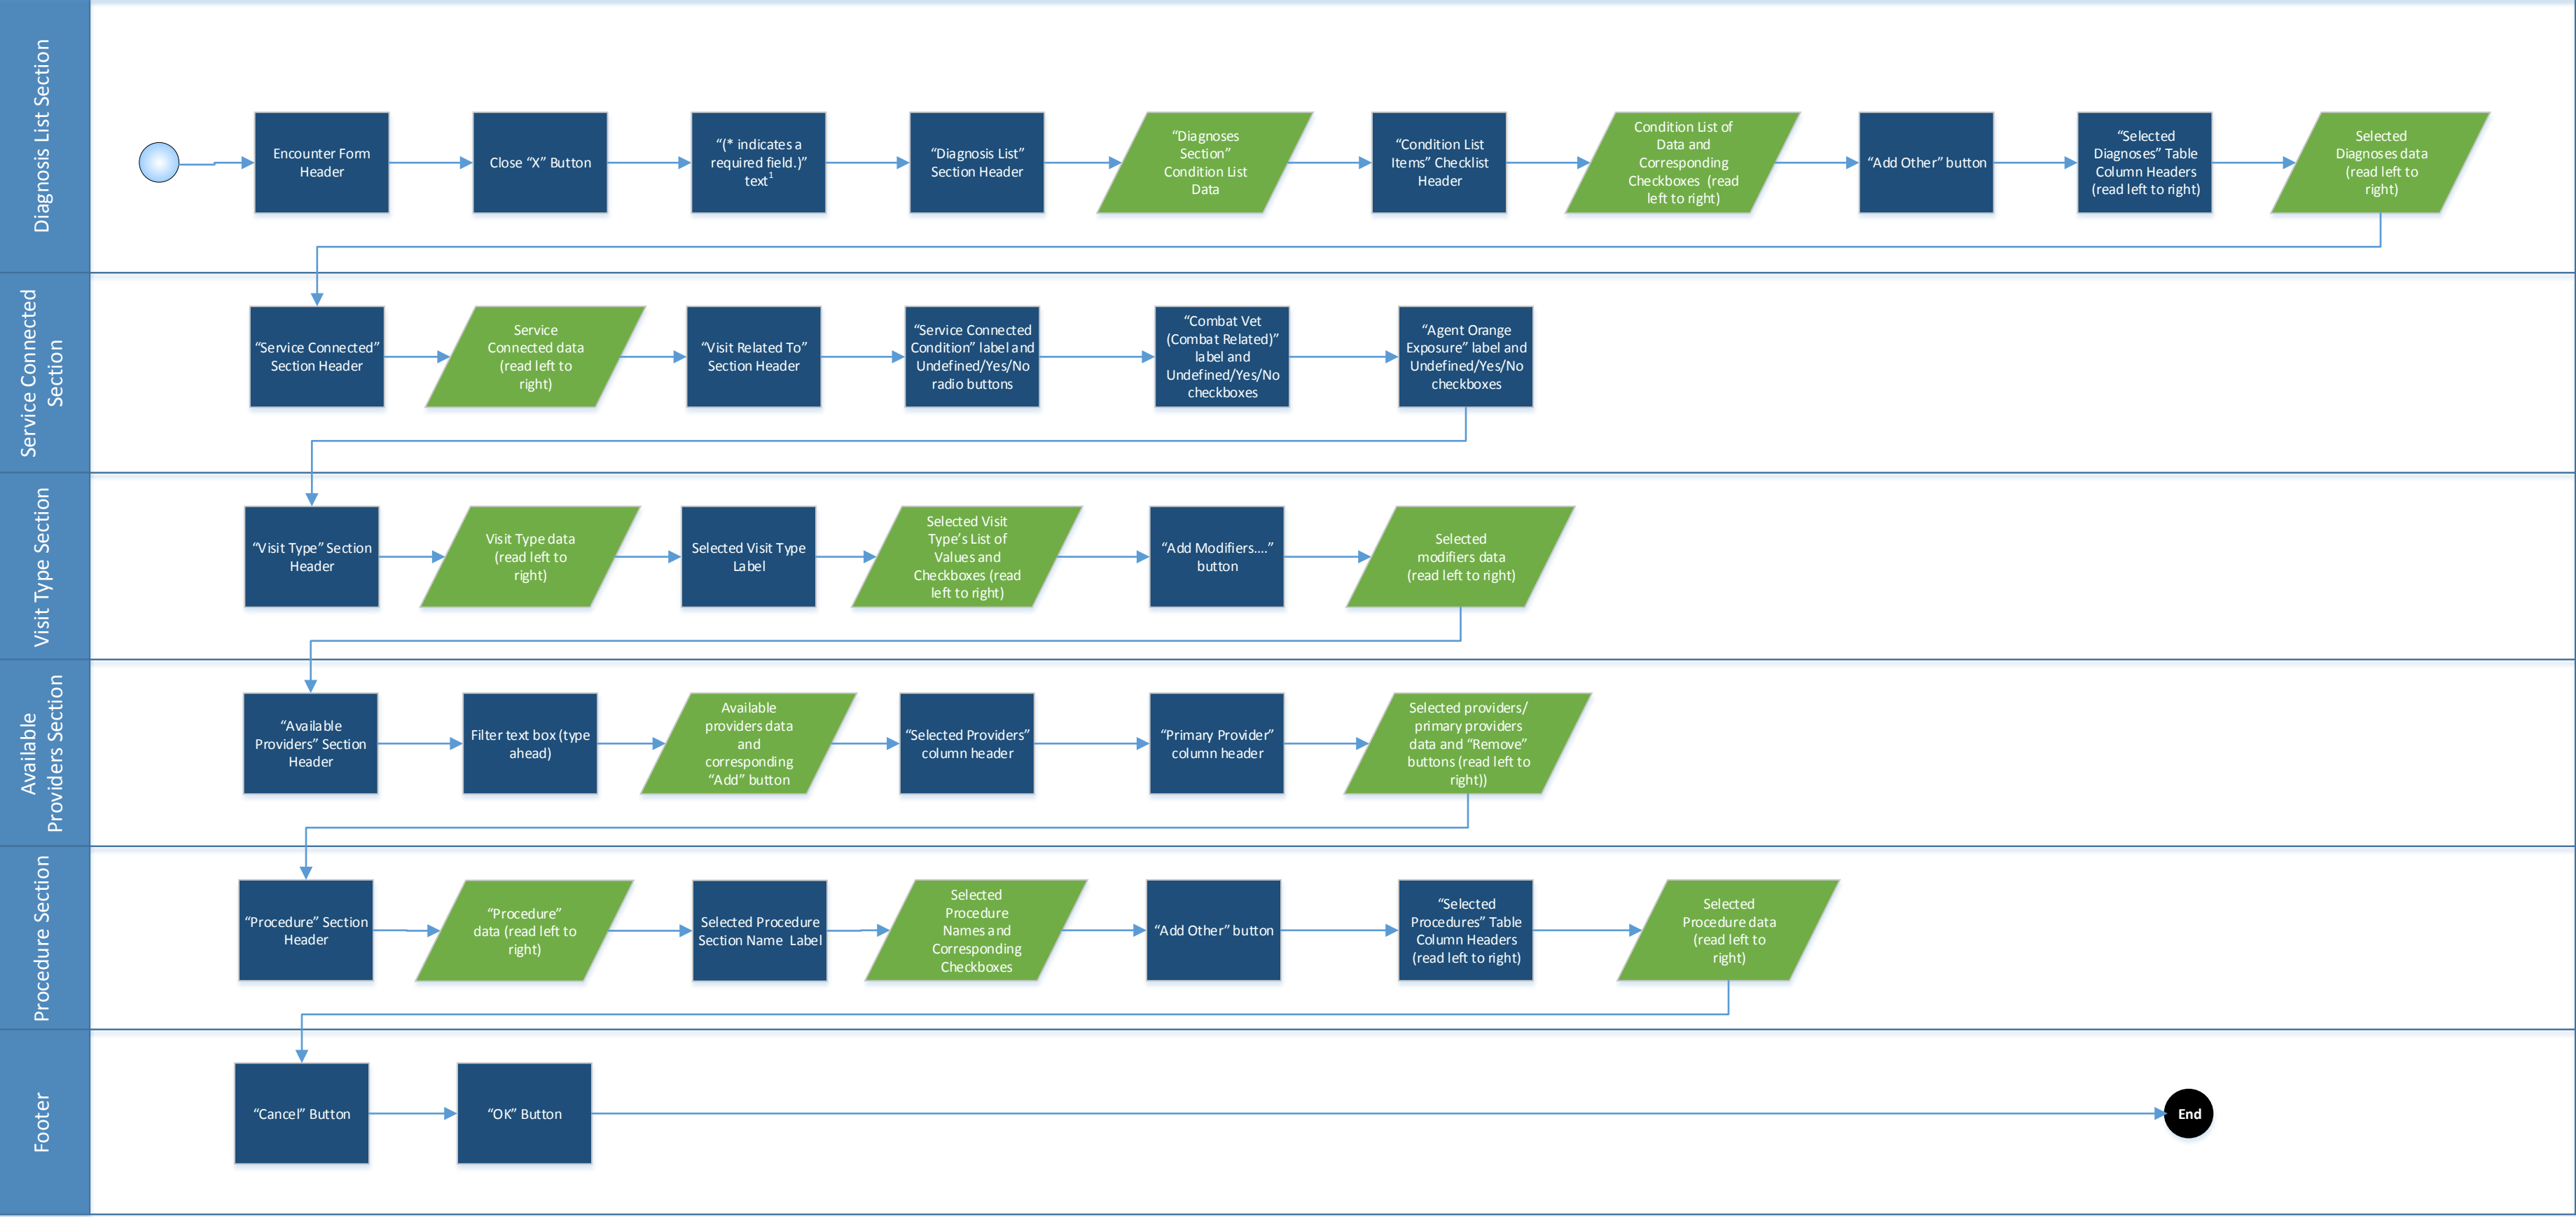 Diagnosis List Section
Encounter Form
Header
Close “X” Button
“(* indicates a
required field.)”
text1
“Diagnosis List”
Section Header
“Diagnoses
Section”
Condition List
Data
“Condition List
Items” Checklist
Header
Condition List of
Data and
Corresponding
Checkboxes (read
left to right)
“Add Other” button
“Selected
Diagnoses” Table
Column Headers
(read left to right)
Selected
Diagnoses data
(read left to
right)
Service Connected
Section
“Service Connected”
Section Header
Service
Connected data
(read left to
right)
“Visit Related To”
Section Header
“Service Connected
Condition” label and
Undefined/Yes/No
radio buttons
“Combat Vet
(Combat Related)”
label and
Undefined/Yes/No
checkboxes
“Agent Orange
Exposure” label and
Undefined/Yes/No
checkboxes
Visit Type Section
“Visit Type” Section
Header
Visit Type data
(read left to
right)
Selected Visit Type
Label
Selected Visit
Type’s List of
Values and
Checkboxes (read
left to right)
“Add Modifiers....”
button
Selected
modifiers data
(read left to right)
Available
Providers Section
“Available
Providers” Section
Header
Filter text box (type
ahead)
Available
providers data
and
corresponding
“Add” button
“Selected Providers”
column header
“Primary Provider”
column header
Selected providers/
primary providers
data and “Remove”
buttons (read left to
right))
Procedure Section
“Procedure” Section
Header
“Procedure”
data (read left to
right)
Selected Procedure
Section Name Label
Selected
Procedure
Names and
Corresponding
Checkboxes
“Add Other” button
“Selected
Procedures” Table
Column Headers
(read left to right)
Selected
Procedure data
(read left to
right)
Footer
“Cancel” Button
“OK” Button
End